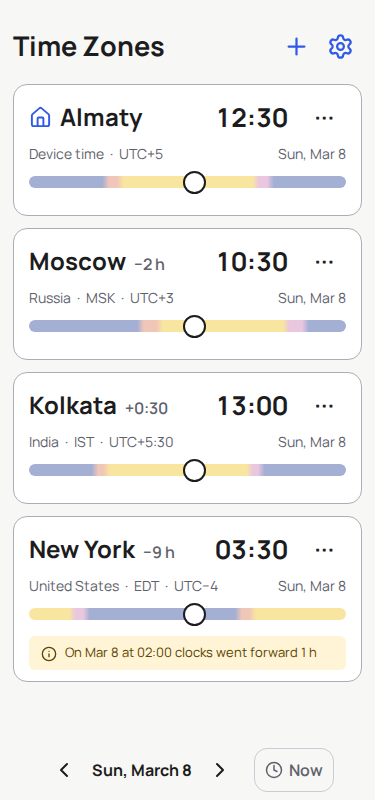 Time Zones
Almaty 12:30 ...
Device time · UTC+5 Sun, Mar 8
Moscow −2 h 10:30 ...
Russia · MSK · UTC+3 Sun, Mar 8
Kolkata +0:30 13:00 ...
India · IST · UTC+5:30 Sun, Mar 8
New York −9 h 03:30 ...
United States · EDT · UTC−4 Sun, Mar 8
On Mar 8 at 02:00 clocks went forward 1 h
Sun, March 8 Now